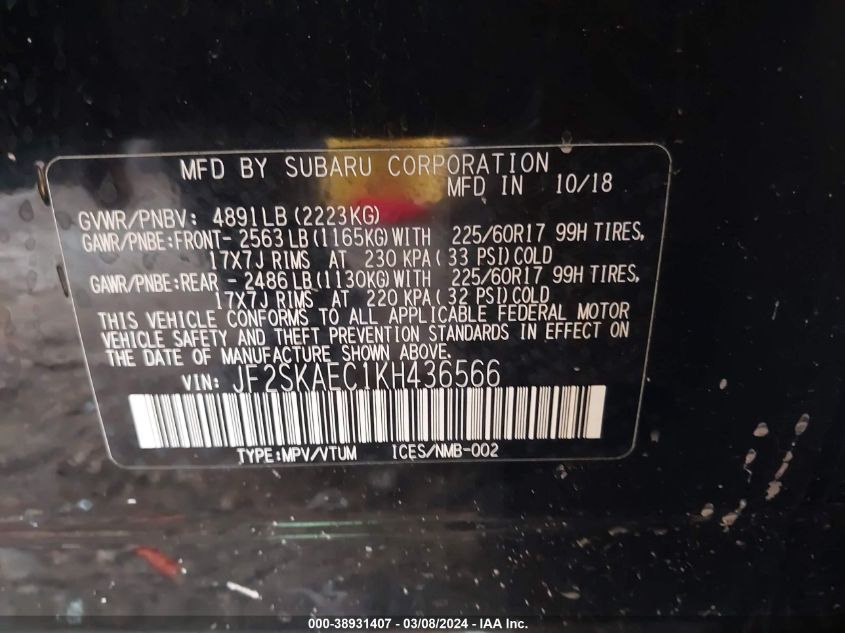 MFD BY SUBARU CORPORATION
MFD IN 10/18
GVWR/PNBV: 4891LB(2223KG)
GAWR/PNBE:FRONT- 2563LB(1165KG)WITH 225/60R17 99H TIRES,
17X7J RIMS AT 230 KPA( 33 PSI)COLD
GAWR/PNBE:REAR - 2486LB(1130KG)WITH 225/60R17 99H TIRES,
17X7J RIMS AT 220 KPA( 32 PSI)COLD
THIS VEHICLE CONFORMS TO ALL APPLICABLE FEDERAL MOTOR
VEHICLE SAFETY AND THEFT PREVENTION STANDARDS IN EFFECT ON
THE DATE OF MANUFACTURE SHOWN ABOVE.
VIN: JF2SKAEC1KH436566
TYPE:MPV/VTUM ICES/NMB-002
000-38931407 - 03/08/2024 - IAA Inc.